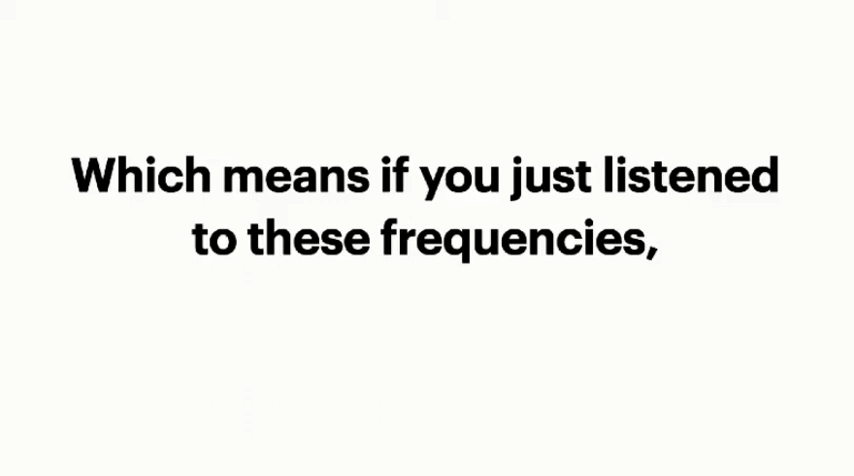 Which means if you just listened
to these frequencies,